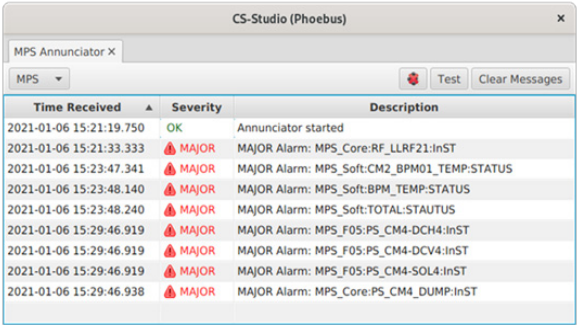 CS-Studio (Phoebus)
MPS Annunciator
MPS
Test Clear Messages
Time Received Severity Description
2021-01-06 15:21:19.750 OK Annunciator started
2021-01-06 15:21:33.333 MAJOR MAJOR Alarm: MPS_Core:RF_LLRF21:InST
2021-01-06 15:23:47.341 MAJOR MAJOR Alarm: MPS_Soft:CM2_BPM01_TEMP:STATUS
2021-01-06 15:23:48.140 MAJOR MAJOR Alarm: MPS_Soft:BPM_TEMP:STATUS
2021-01-06 15:23:48.240 MAJOR MAJOR Alarm: MPS_Soft:TOTAL:STAUTUS
2021-01-06 15:29:46.919 MAJOR MAJOR Alarm: MPS_F05:PS_CM4-DCH4:InST
2021-01-06 15:29:46.919 MAJOR MAJOR Alarm: MPS_F05:PS_CM4-DCV4:InST
2021-01-06 15:29:46.919 MAJOR MAJOR Alarm: MPS_F05:PS_CM4-SOL4:InST
2021-01-06 15:29:46.938 MAJOR MAJOR Alarm: MPS_Core:PS_CM4_DUMP:InST